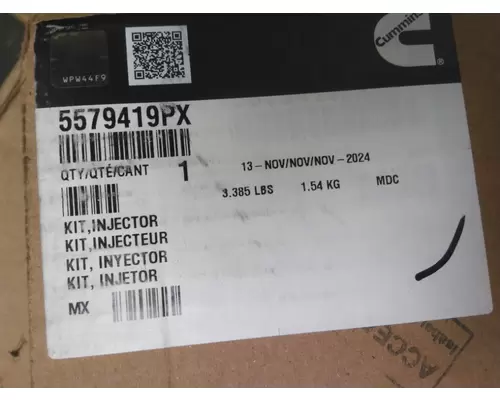 Cummins
WPW44F9
5579419PX
QTY/QTÉ/CANT 1
13-NOV/NOV/NOV-2024
3.385 LBS 1.54 KG MDC
KIT,INJECTOR
KIT,INJECTEUR
KIT, INYECTOR
KIT, INJETOR
MX